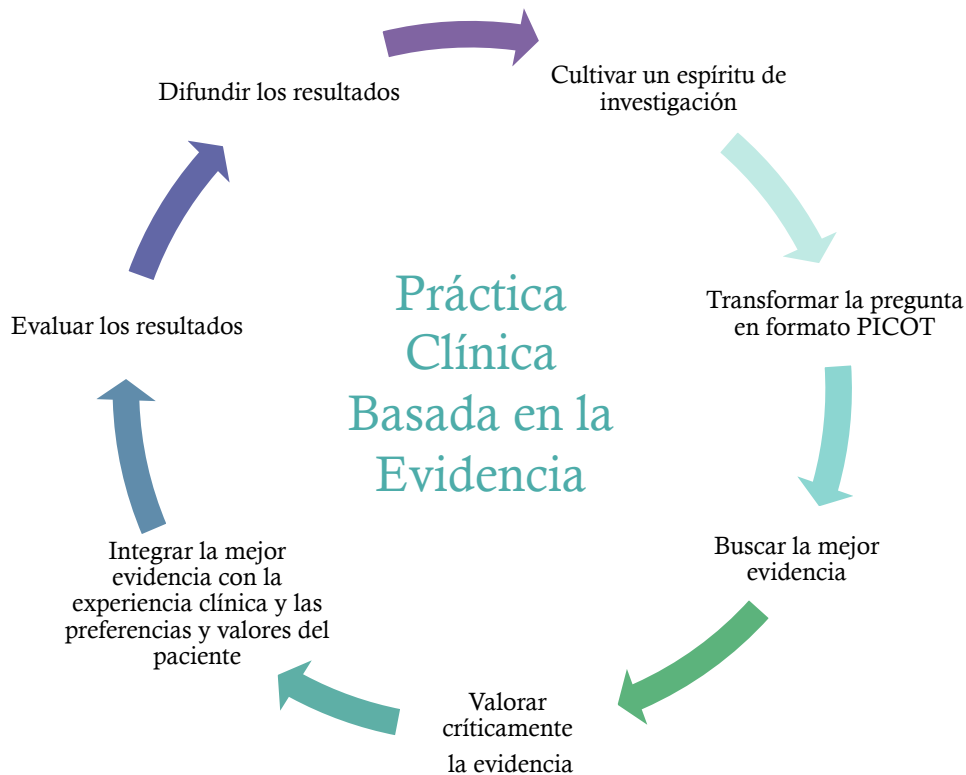 Difundir los resultados
Cultivar un espíritu de
investigación
Práctica
Clínica
Basada en la
Evidencia
Transformar la pregunta
en formato PICOT
Evaluar los resultados
Buscar la mejor
evidencia
Integrar la mejor
evidencia con la
experiencia clínica y las
preferencias y valores del
paciente
Valorar
críticamente
la evidencia